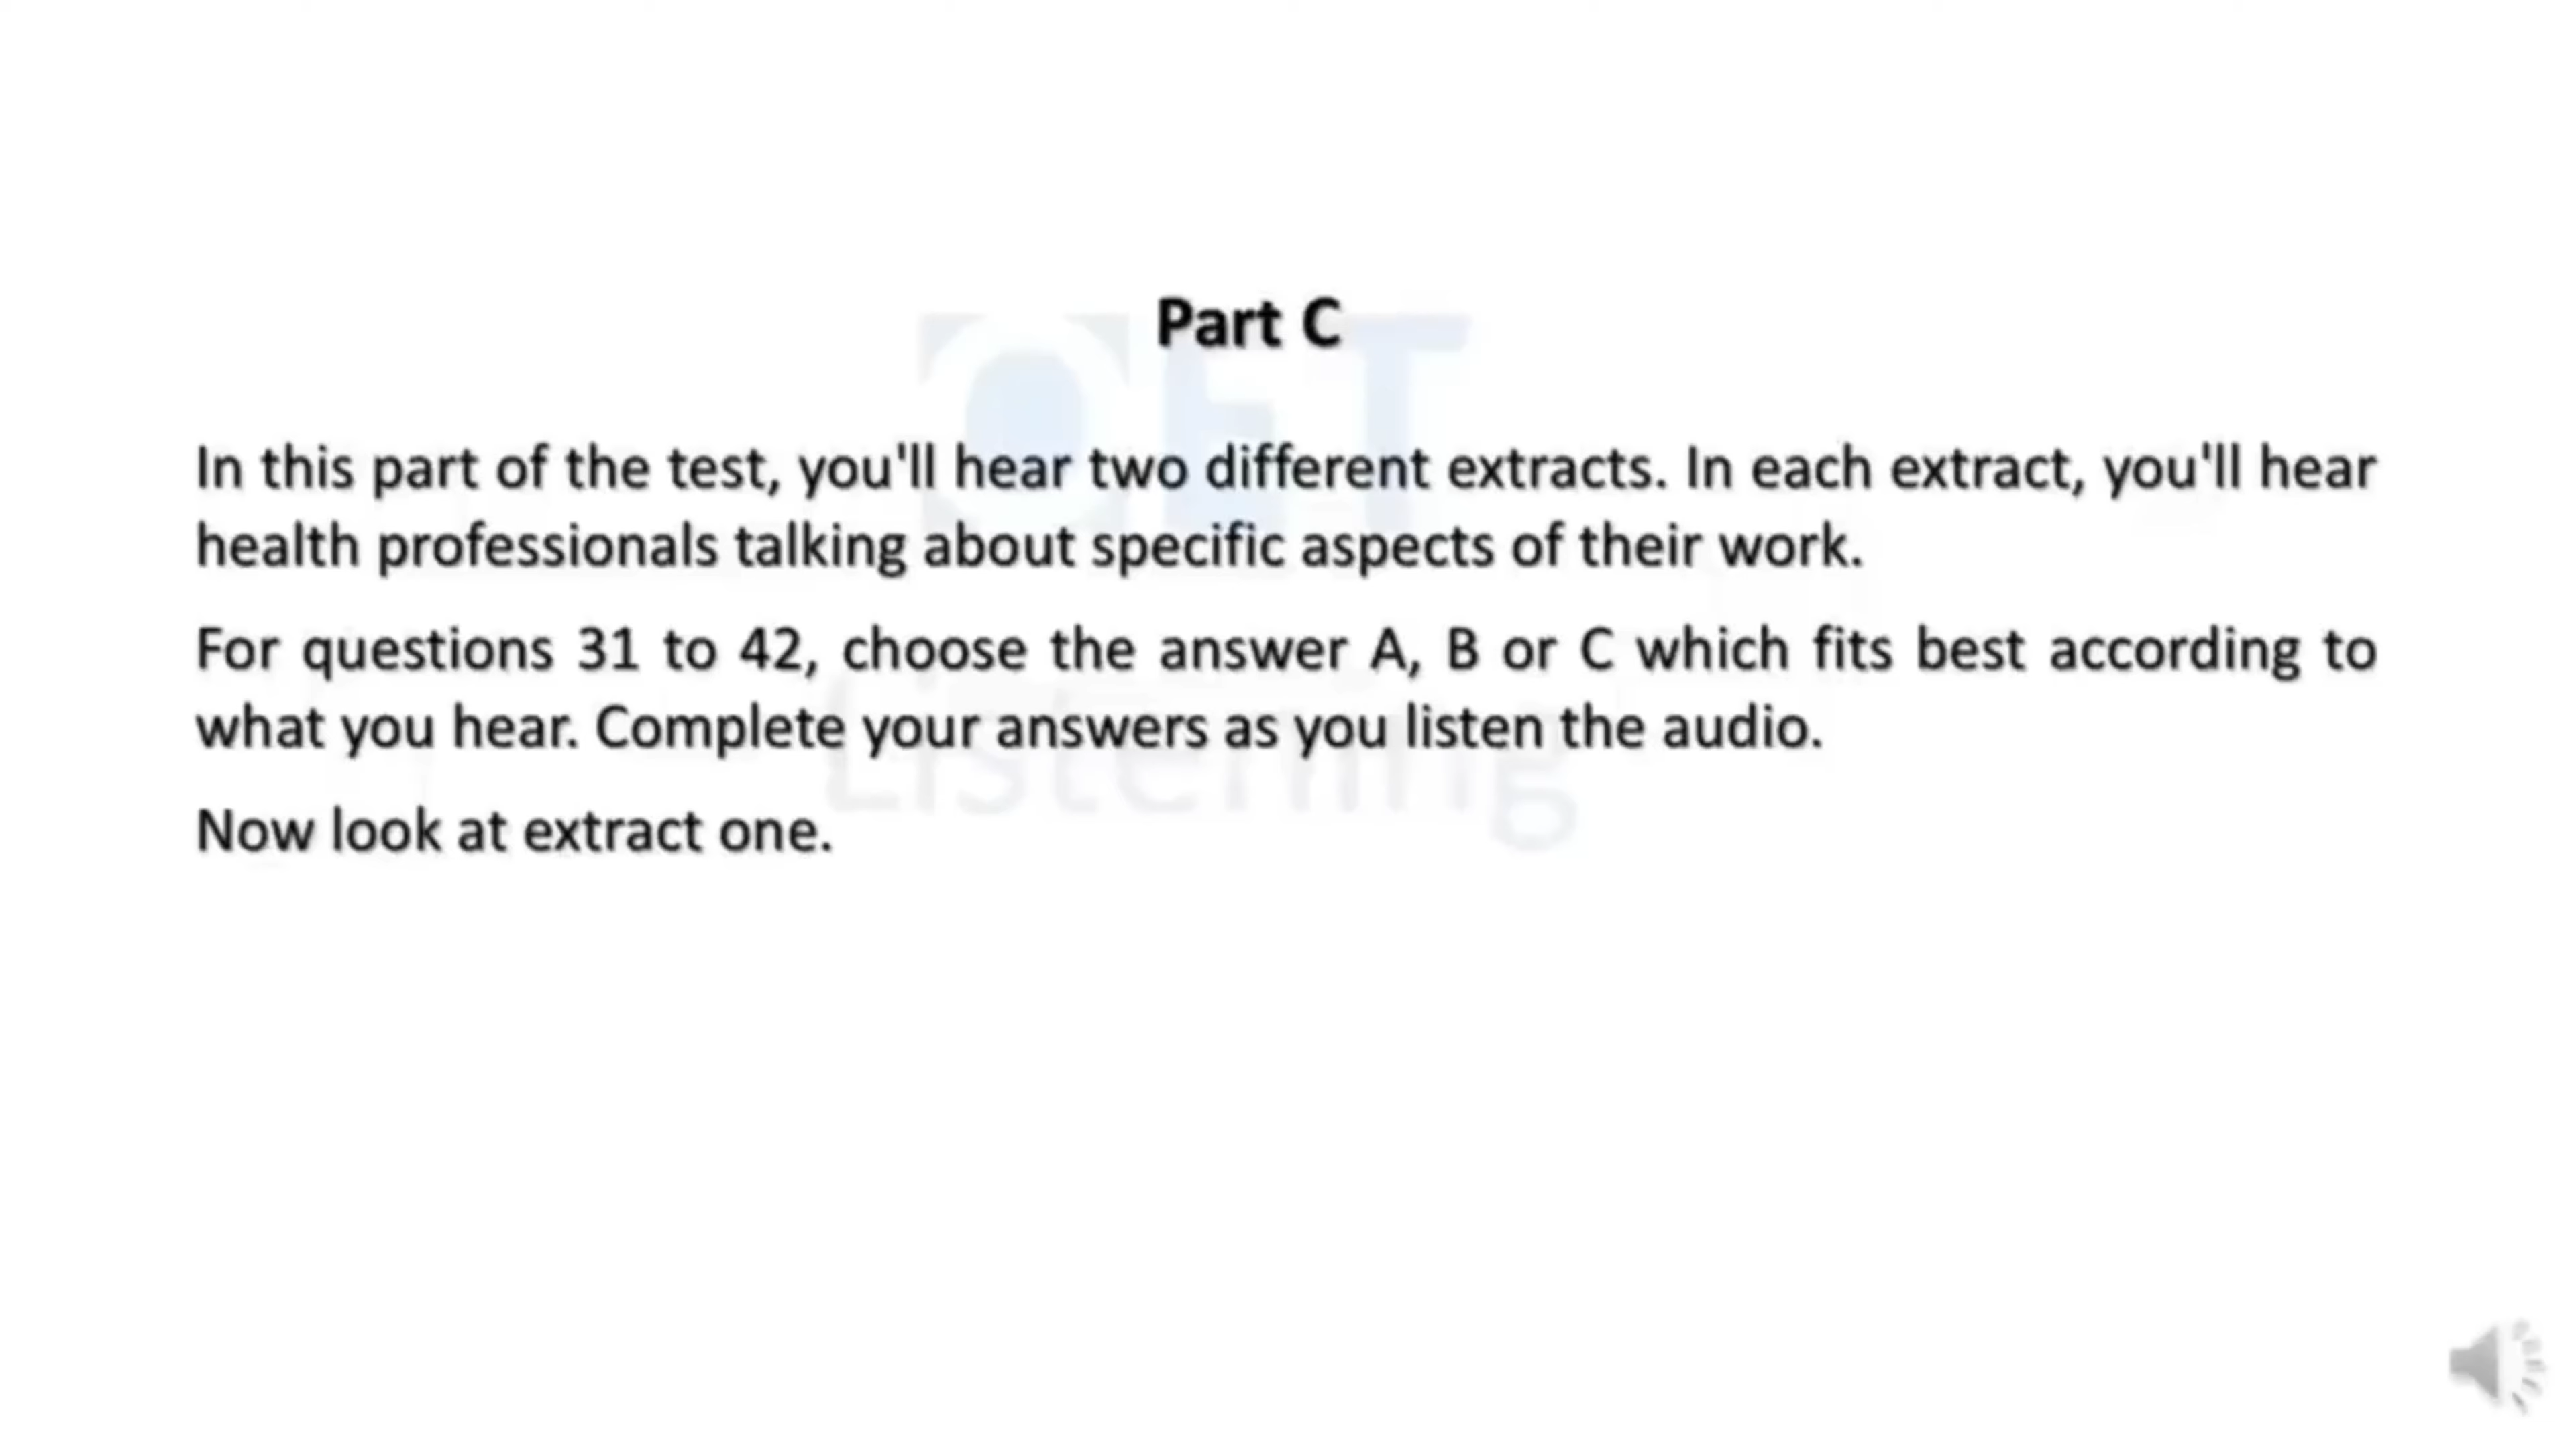 Part C
OET
In this part of the test, you'll hear two different extracts. In each extract, you'll hear
health professionals talking about specific aspects of their work.
For questions 31 to 42, choose the answer A, B or C which fits best according to
what you hear. Complete your answers as you listen the audio.
Listening
Now look at extract one.